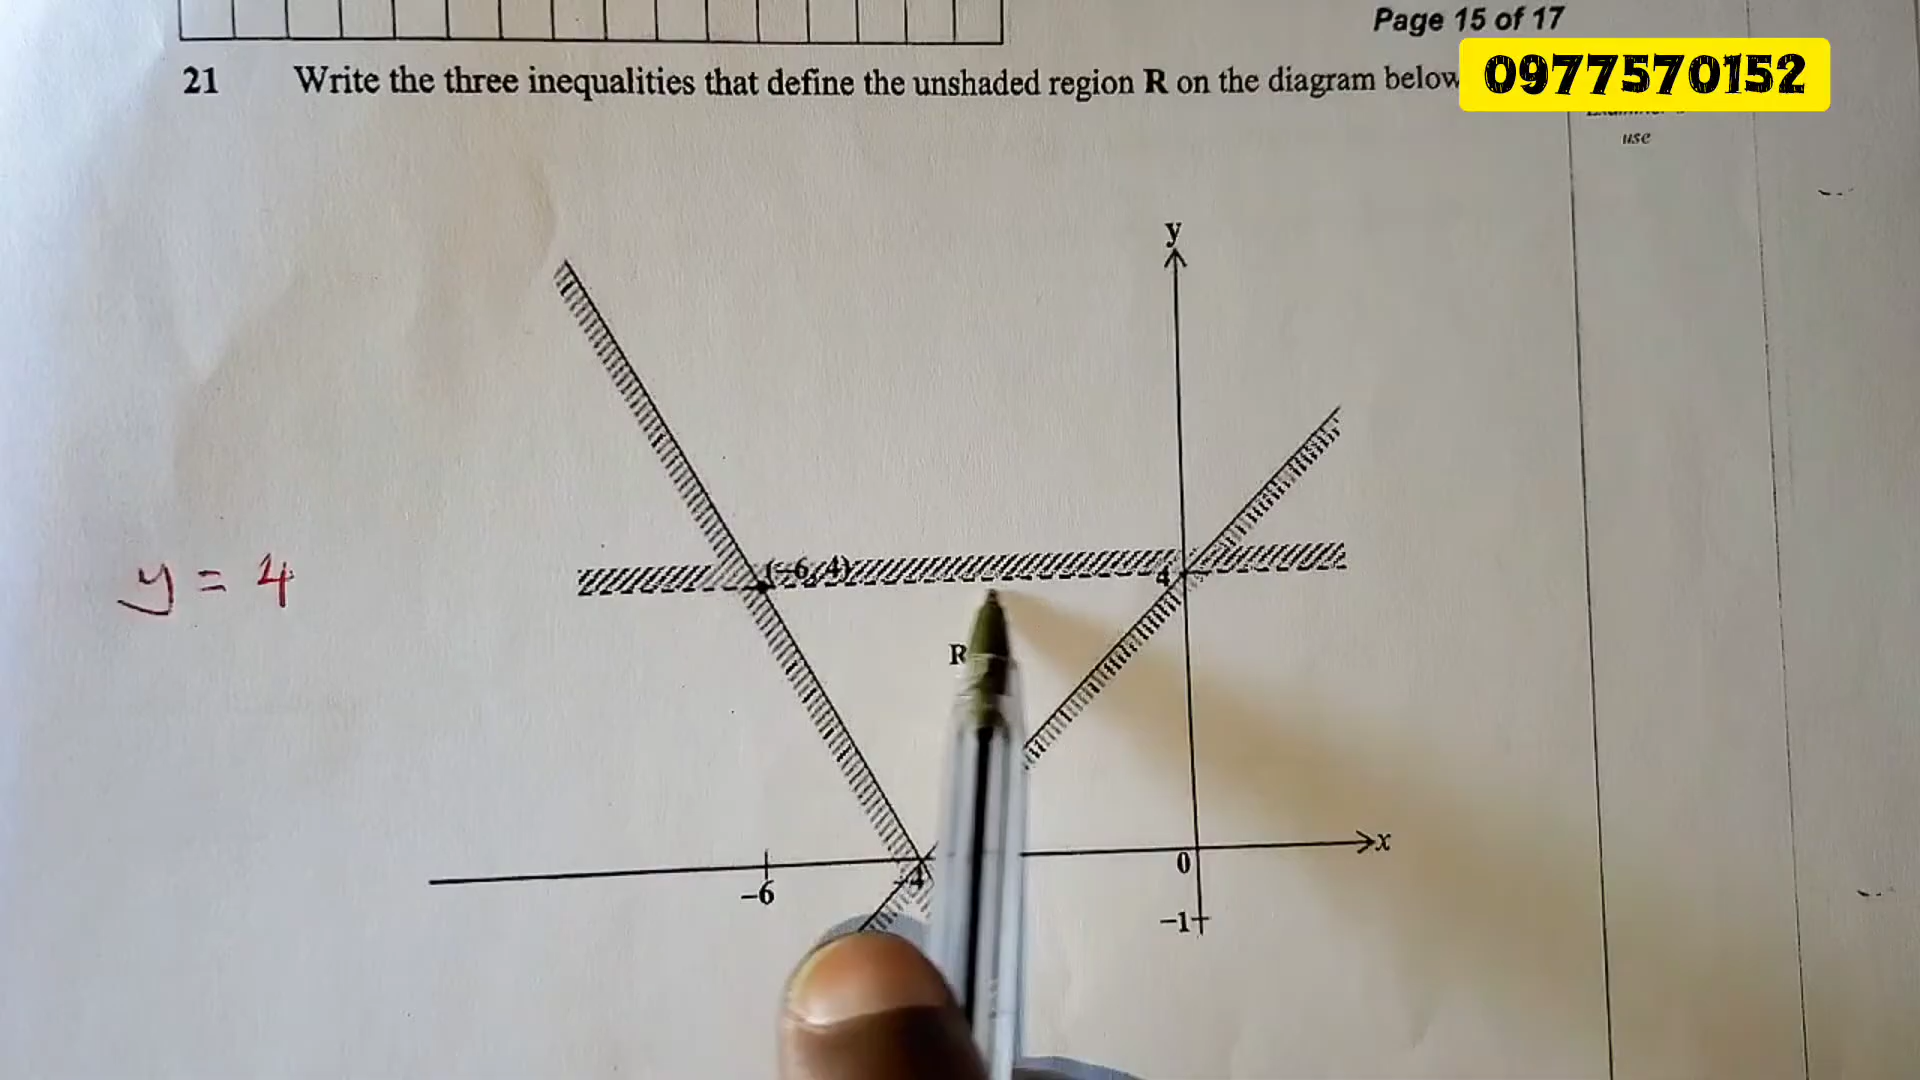 Page 15 of 17
0977570152
21 Write the three inequalities that define the unshaded region R on the diagram below
use
y
(−6, 4)
4
y = 4
R
x
0
−6
−4
−1